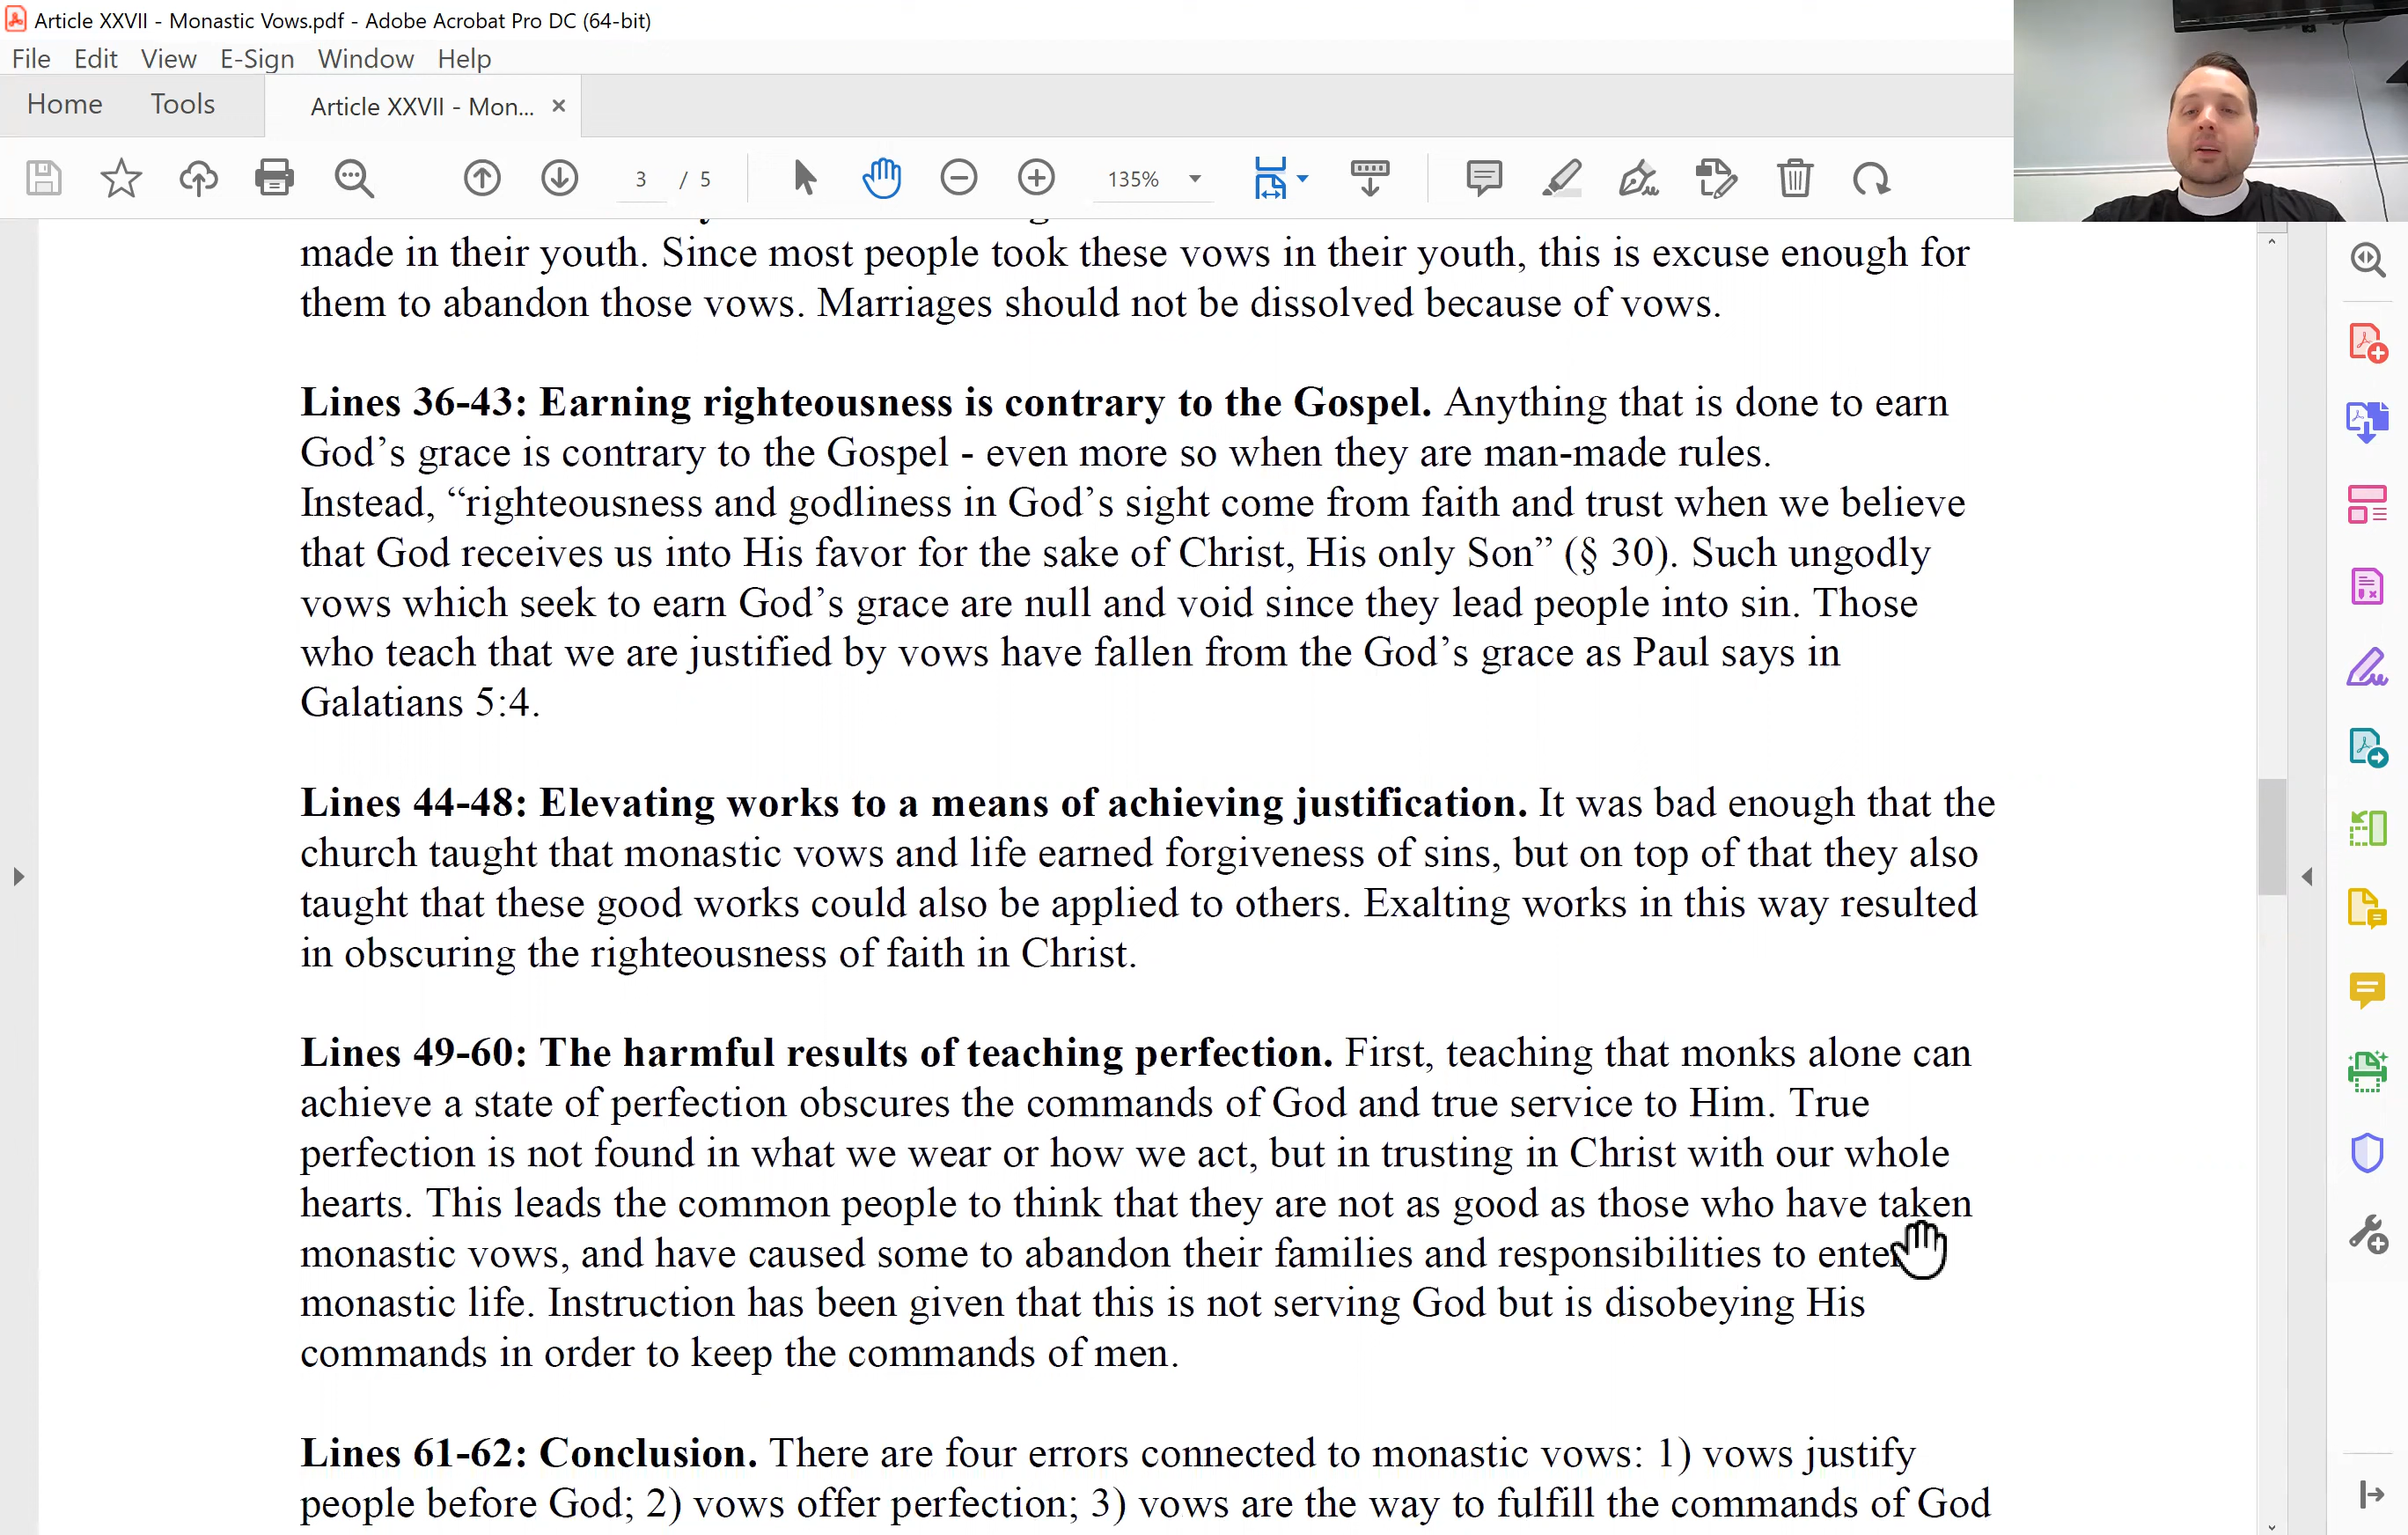 Article XXVII - Monastic Vows.pdf - Adobe Acrobat Pro DC (64-bit)
File Edit View E-Sign Window Help
Home Tools Article XXVII - Mon... ×
3 / 5 135%
made in their youth. Since most people took these vows in their youth, this is excuse enough for
them to abandon those vows. Marriages should not be dissolved because of vows.
Lines 36-43: Earning righteousness is contrary to the Gospel. Anything that is done to earn
God’s grace is contrary to the Gospel - even more so when they are man-made rules.
Instead, “righteousness and godliness in God’s sight come from faith and trust when we believe
that God receives us into His favor for the sake of Christ, His only Son” (§ 30). Such ungodly
vows which seek to earn God’s grace are null and void since they lead people into sin. Those
who teach that we are justified by vows have fallen from the God’s grace as Paul says in
Galatians 5:4.
Lines 44-48: Elevating works to a means of achieving justification. It was bad enough that the
church taught that monastic vows and life earned forgiveness of sins, but on top of that they also
taught that these good works could also be applied to others. Exalting works in this way resulted
in obscuring the righteousness of faith in Christ.
Lines 49-60: The harmful results of teaching perfection. First, teaching that monks alone can
achieve a state of perfection obscures the commands of God and true service to Him. True
perfection is not found in what we wear or how we act, but in trusting in Christ with our whole
hearts. This leads the common people to think that they are not as good as those who have taken
monastic vows, and have caused some to abandon their families and responsibilities to enter
monastic life. Instruction has been given that this is not serving God but is disobeying His
commands in order to keep the commands of men.
Lines 61-62: Conclusion. There are four errors connected to monastic vows: 1) vows justify
people before God; 2) vows offer perfection; 3) vows are the way to fulfill the commands of God